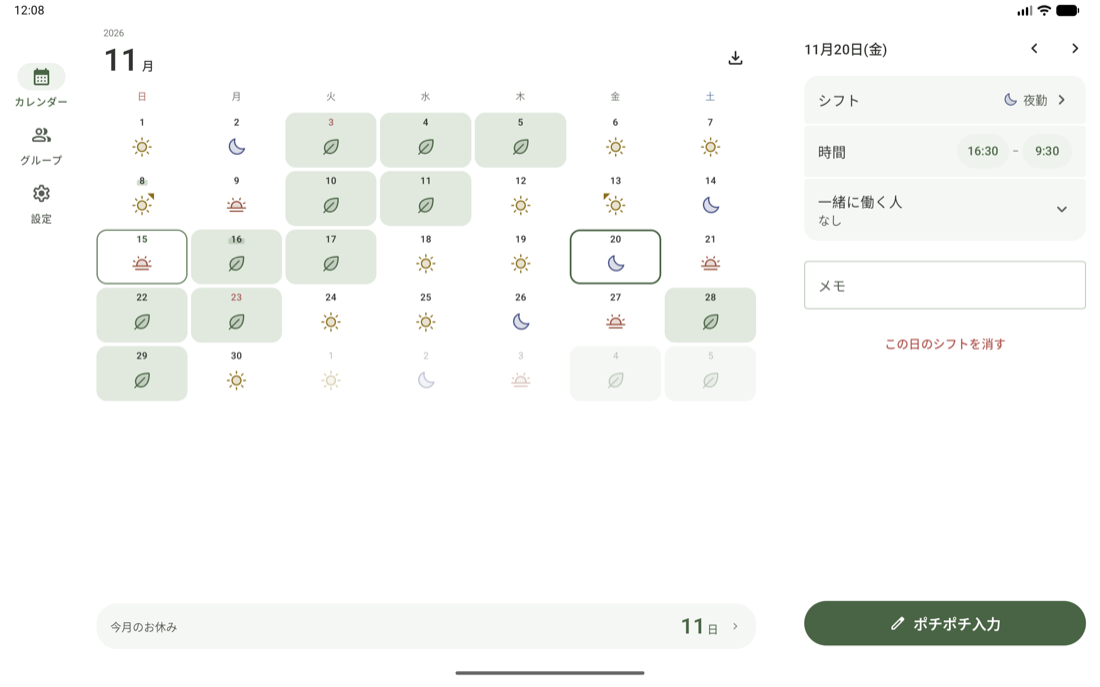 12:08
カレンダー
グループ
設定
2026
11 月
日 月 火 水 木 金 土
1 2 3 4 5 6 7
8 9 10 11 12 13 14
15 16 17 18 19 20 21
22 23 24 25 26 27 28
29 30 1 2 3 4 5
今月のお休み 11 日
11月20日(金)
シフト 夜勤
時間 16:30 - 9:30
一緒に働く人
なし
メモ
この日のシフトを消す
ポチポチ入力